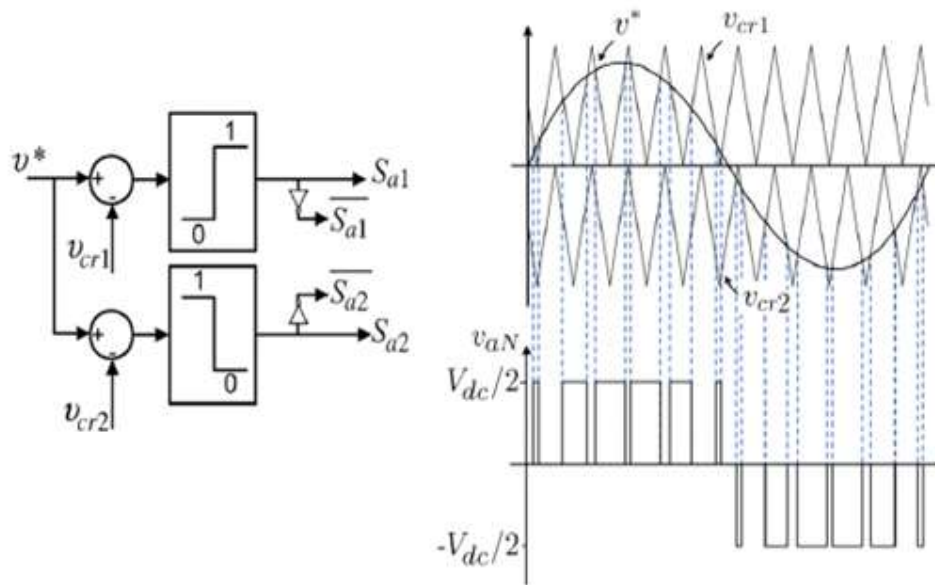 v*
+
-
v_cr1
1
0
S_a1
S̅_a1
+
-
v_cr2
1
0
S̅_a2
S_a2
v*
v_cr1
v_cr2
v_aN
V_dc/2
-V_dc/2